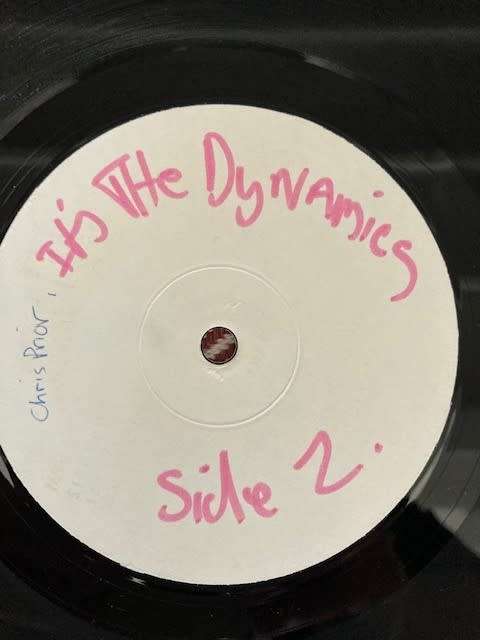 It's The Dynamics
Chris Prior,
Side 2.